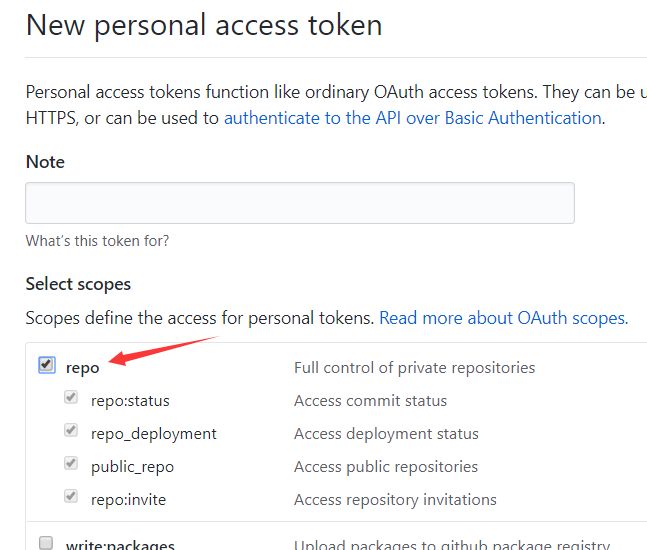 New personal access token
Personal access tokens function like ordinary OAuth access tokens. They can be u
HTTPS, or can be used to authenticate to the API over Basic Authentication.
Note
What's this token for?
Select scopes
Scopes define the access for personal tokens. Read more about OAuth scopes.
repo Full control of private repositories
repo:status Access commit status
repo_deployment Access deployment status
public_repo Access public repositories
repo:invite Access repository invitations
write:packages Upload packages to github package registry